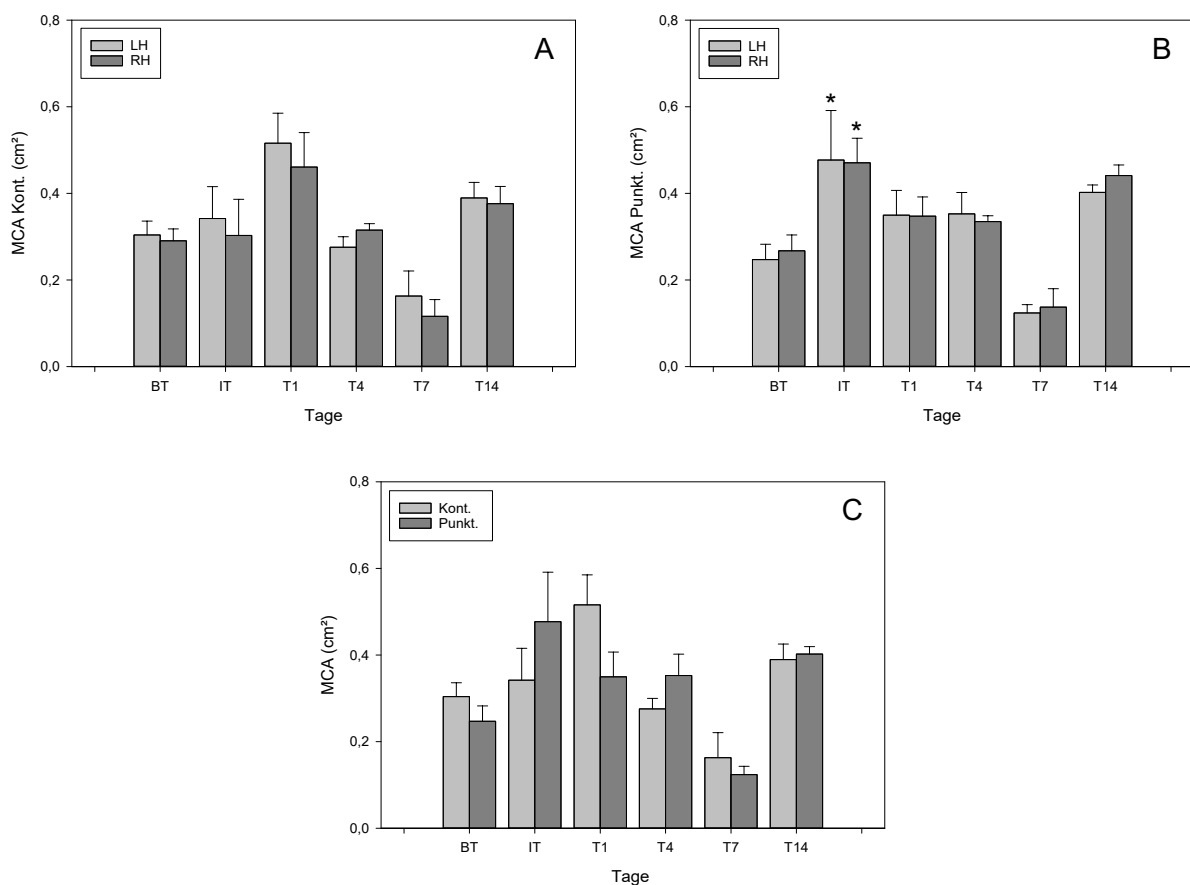 A
LH
RH
MCA Kont. (cm²)
0,8
0,6
0,4
0,2
0,0
BT IT T1 T4 T7 T14
Tage
B
LH
RH
MCA Punkt. (cm²)
0,8
0,6
0,4
0,2
0,0
* *
BT IT T1 T4 T7 T14
Tage
C
Kont.
Punkt.
MCA (cm²)
0,8
0,6
0,4
0,2
0,0
BT IT T1 T4 T7 T14
Tage